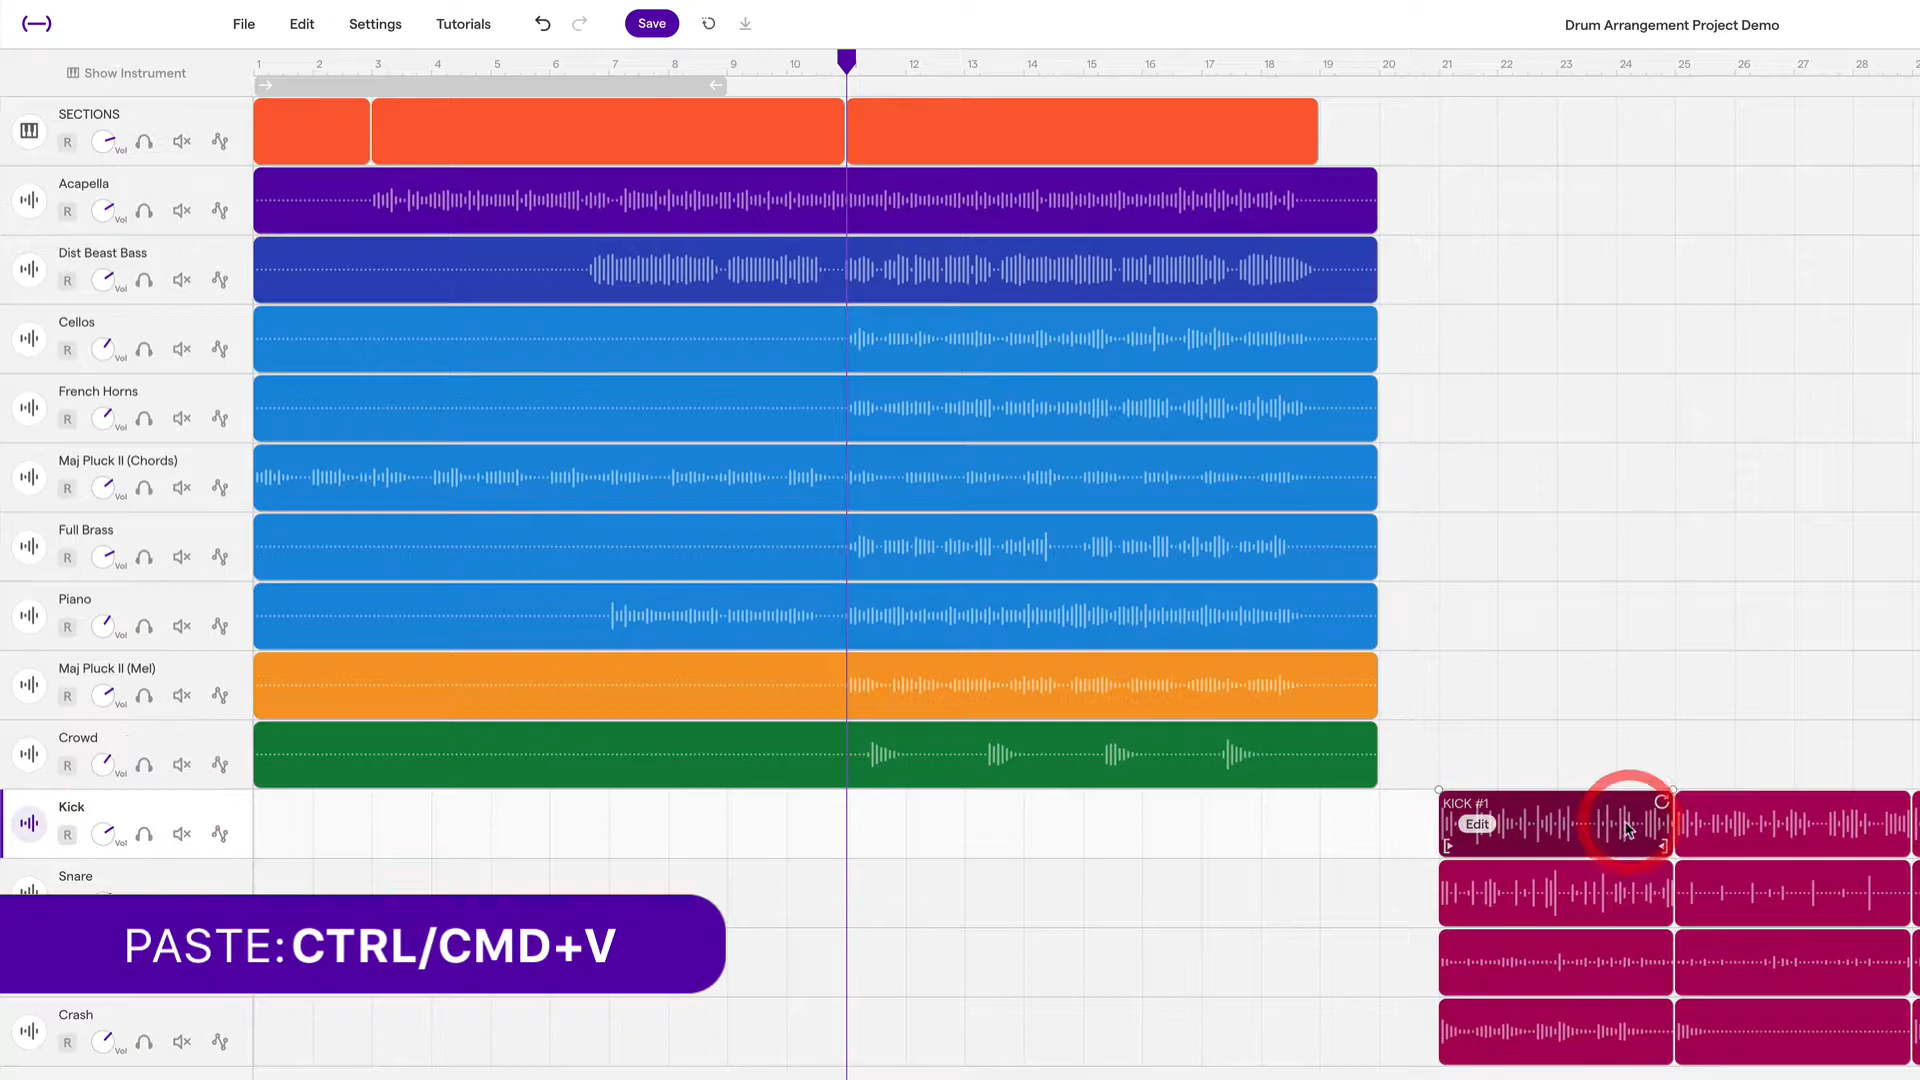 File Edit Settings Tutorials Save Drum Arrangement Project Demo
Show Instrument
1 2 3 4 5 6 7 8 9 10 12 13 14 15 16 17 18 19 20 21 22 23 24 25 26 27 28
SECTIONS
R Vol
Acapella
R Vol
Dist Beast Bass
R Vol
Cellos
R Vol
French Horns
R Vol
Maj Pluck II (Chords)
R Vol
Full Brass
R Vol
Piano
R Vol
Maj Pluck II (Mel)
R Vol
Crowd
R Vol
Kick
R Vol
KICK #1
Edit
Snare
PASTE: CTRL/CMD+V
Crash
R Vol